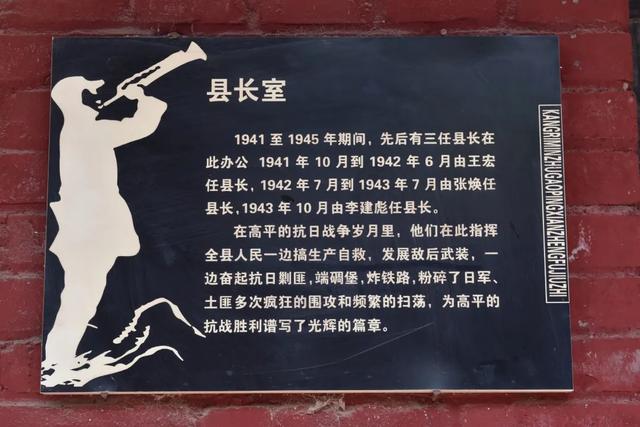 县长室
1941 至 1945 年期间，先后有三任县长在
此办公 1941 年 10 月到 1942 年 6 月由王宏
任县长，1942 年 7 月到 1943 年 7 月由张焕任
县长，1943 年 10 月由李建彪任县长。
在高平的抗日战争岁月里，他们在此指挥
全县人民一边搞生产自救，发展敌后武装，一
边奋起抗日剿匪，端碉堡，炸铁路，粉碎了日军、
土匪多次疯狂的围攻和频繁的扫荡，为高平的
抗战胜利谱写了光辉的篇章。
KANGRIMINZHUGAOPINGXIANZHENGFUJIUZHI